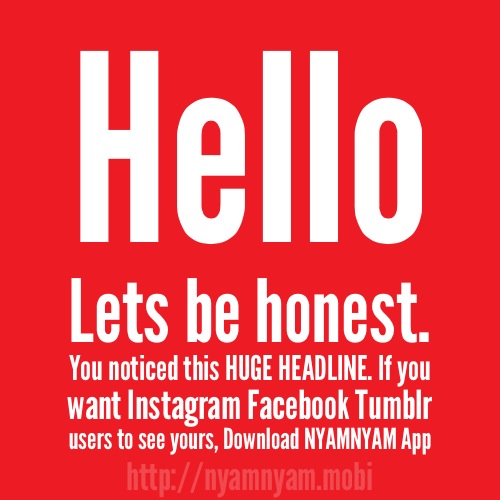 Hello
Lets be honest.
You noticed this HUGE HEADLINE. If you
want Instagram Facebook Tumblr
users to see yours, Download NYAMNYAM App
http://nyamnyam.mobi